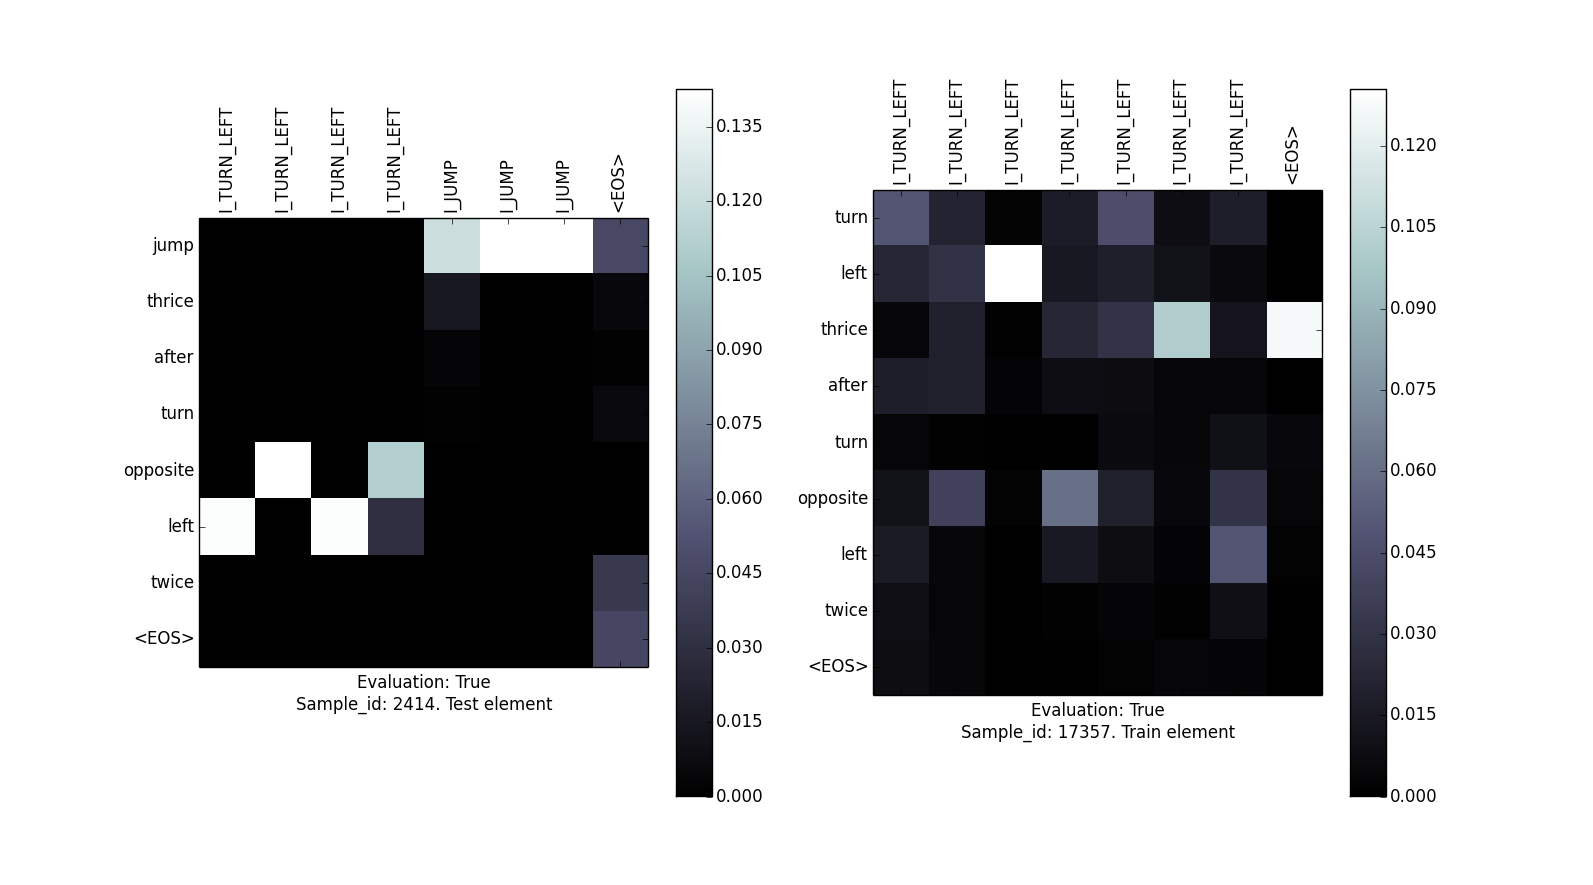 I_TURN_LEFT
I_TURN_LEFT
I_TURN_LEFT
I_TURN_LEFT
I_JUMP
I_JUMP
I_JUMP
<EOS>
jump
thrice
after
turn
opposite
left
twice
<EOS>
Evaluation: True
Sample_id: 2414. Test element
0.135
0.120
0.105
0.090
0.075
0.060
0.045
0.030
0.015
0.000
I_TURN_LEFT
I_TURN_LEFT
I_TURN_LEFT
I_TURN_LEFT
I_TURN_LEFT
I_TURN_LEFT
I_TURN_LEFT
<EOS>
turn
left
thrice
after
turn
opposite
left
twice
<EOS>
Evaluation: True
Sample_id: 17357. Train element
0.120
0.105
0.090
0.075
0.060
0.045
0.030
0.015
0.000